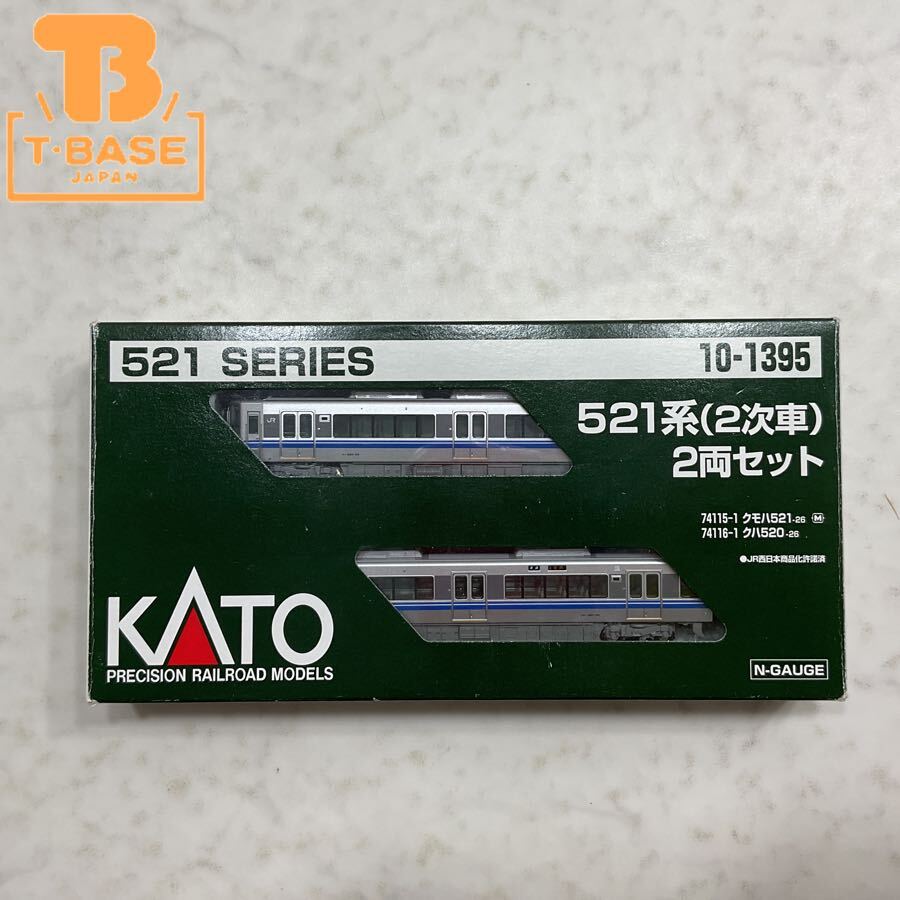 TB
T·BASE
JAPAN
521 SERIES
10-1395
521系(2次車)
2両セット
74115-1 クモハ521-26 M
74116-1 クハ520-26
●JR西日本商品化許諾済
JR
KATO
PRECISION RAILROAD MODELS
N-GAUGE